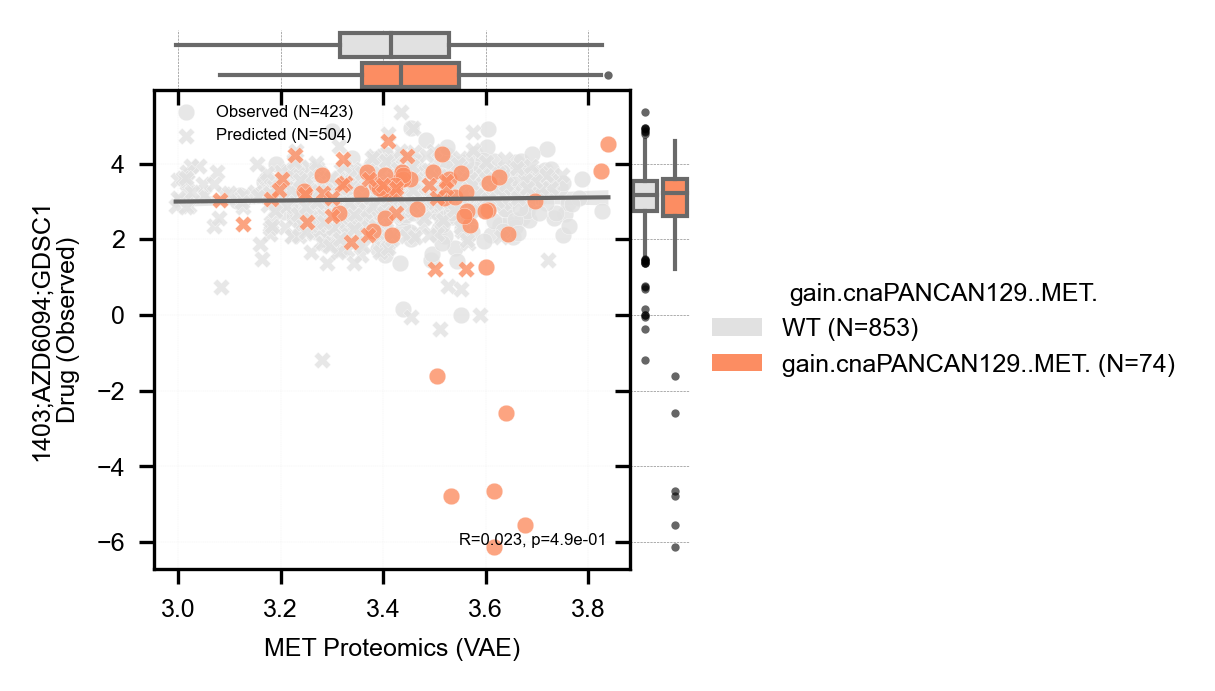 Observed (N=423)
Predicted (N=504)
4
2
0
−2
−4
−6
1403;AZD6094;GDSC1
Drug (Observed)
R=0.023, p=4.9e-01
3.0 3.2 3.4 3.6 3.8
MET Proteomics (VAE)
gain.cnaPANCAN129..MET.
WT (N=853)
gain.cnaPANCAN129..MET. (N=74)